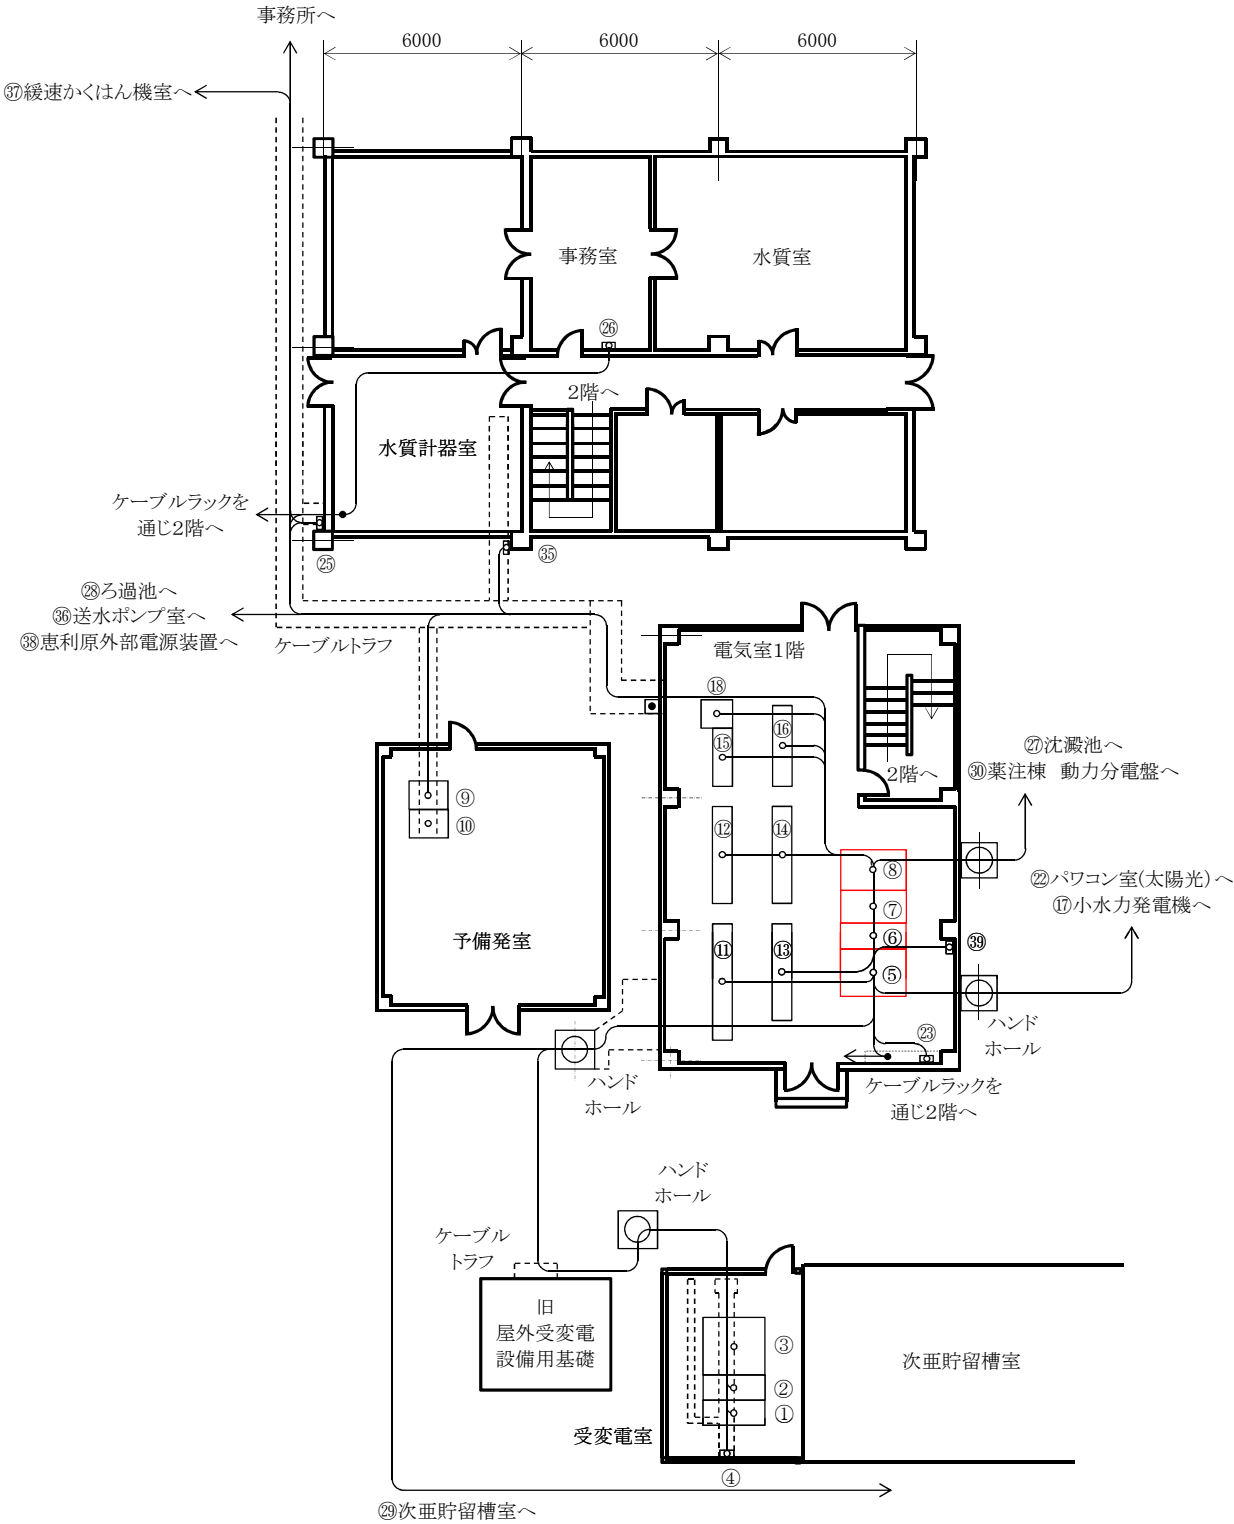 事務所へ
6000
6000
6000
㊲緩速かくはん機室へ
事務室
水質室
㉖
2階へ
水質計器室
ケーブルラックを
通じ2階へ
㉕
㉟
㉘ろ過池へ
㊱送水ポンプ室へ
㊳恵利原外部電源装置へ
ケーブルトラフ
電気室1階
⑱
⑯
⑮
2階へ
㉗沈澱池へ
㉚薬注棟 動力分電盤へ
⑨
⑩
⑫
⑭
⑧
⑦
⑥
⑤
㉒パワコン室(太陽光)へ
⑰小水力発電機へ
予備発室
⑪
⑬
㊴
ハンド
ホール
㉓
ハンド
ホール
ケーブルラックを
通じ2階へ
ハンド
ホール
ケーブル
トラフ
旧
屋外受変電
設備用基礎
③
②
①
次亜貯留槽室
受変電室
④
㉙次亜貯留槽室へ